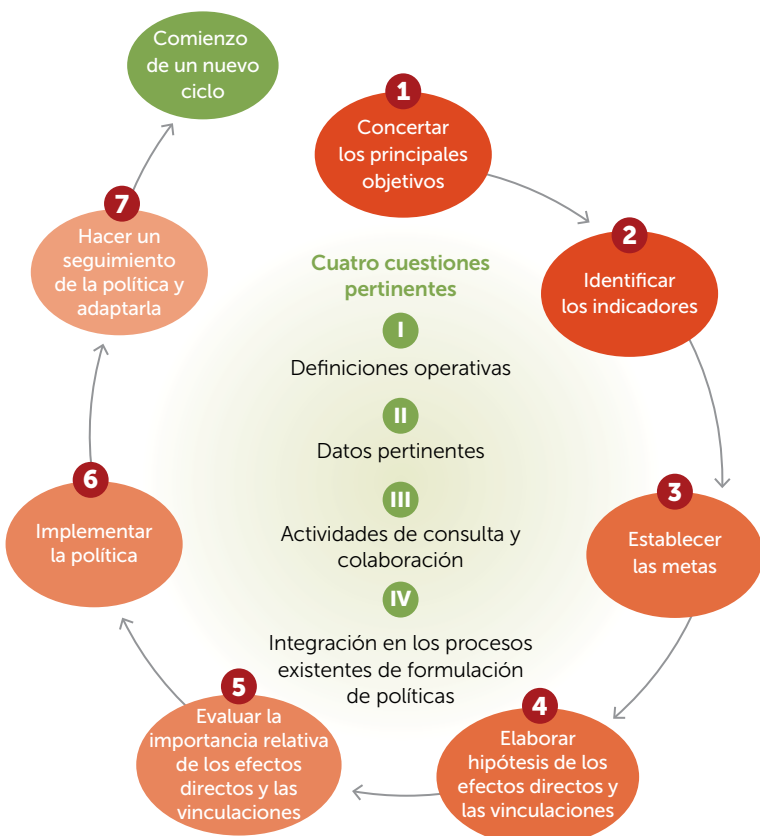 Comienzo
de un nuevo
ciclo
1
Concertar
los principales
objetivos
2
Identificar
los indicadores
3
Establecer
las metas
4
Elaborar
hipótesis de los
efectos directos y
las vinculaciones
5
Evaluar la
importancia relativa
de los efectos
directos y las
vinculaciones
6
Implementar
la política
7
Hacer un
seguimiento
de la política y
adaptarla
Cuatro cuestiones
pertinentes
I
Definiciones operativas
II
Datos pertinentes
III
Actividades de consulta y
colaboración
IV
Integración en los procesos
existentes de formulación
de políticas